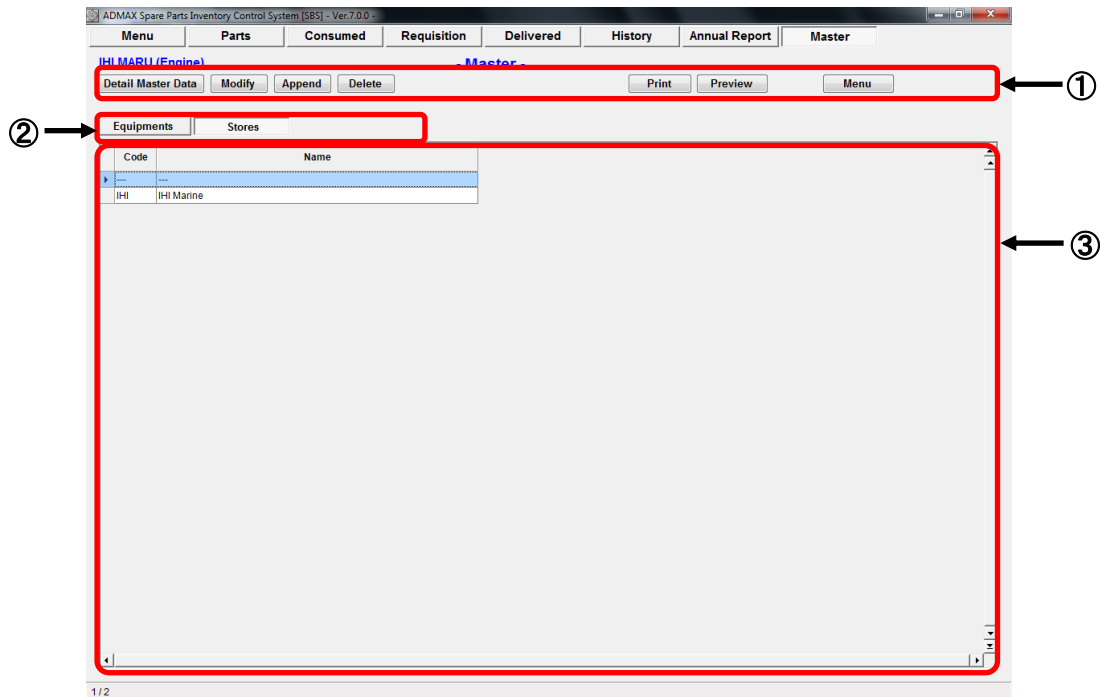 ADMAX Spare Parts Inventory Control System [SBS] - Ver.7.0.0 -
Menu Parts Consumed Requisition Delivered History Annual Report Master
IHI MARU (Engine) - Master -
Detail Master Data Modify Append Delete Print Preview Menu
①
②
Equipments Stores
Code Name
--- ---
IHI IHI Marine
③
1 / 2